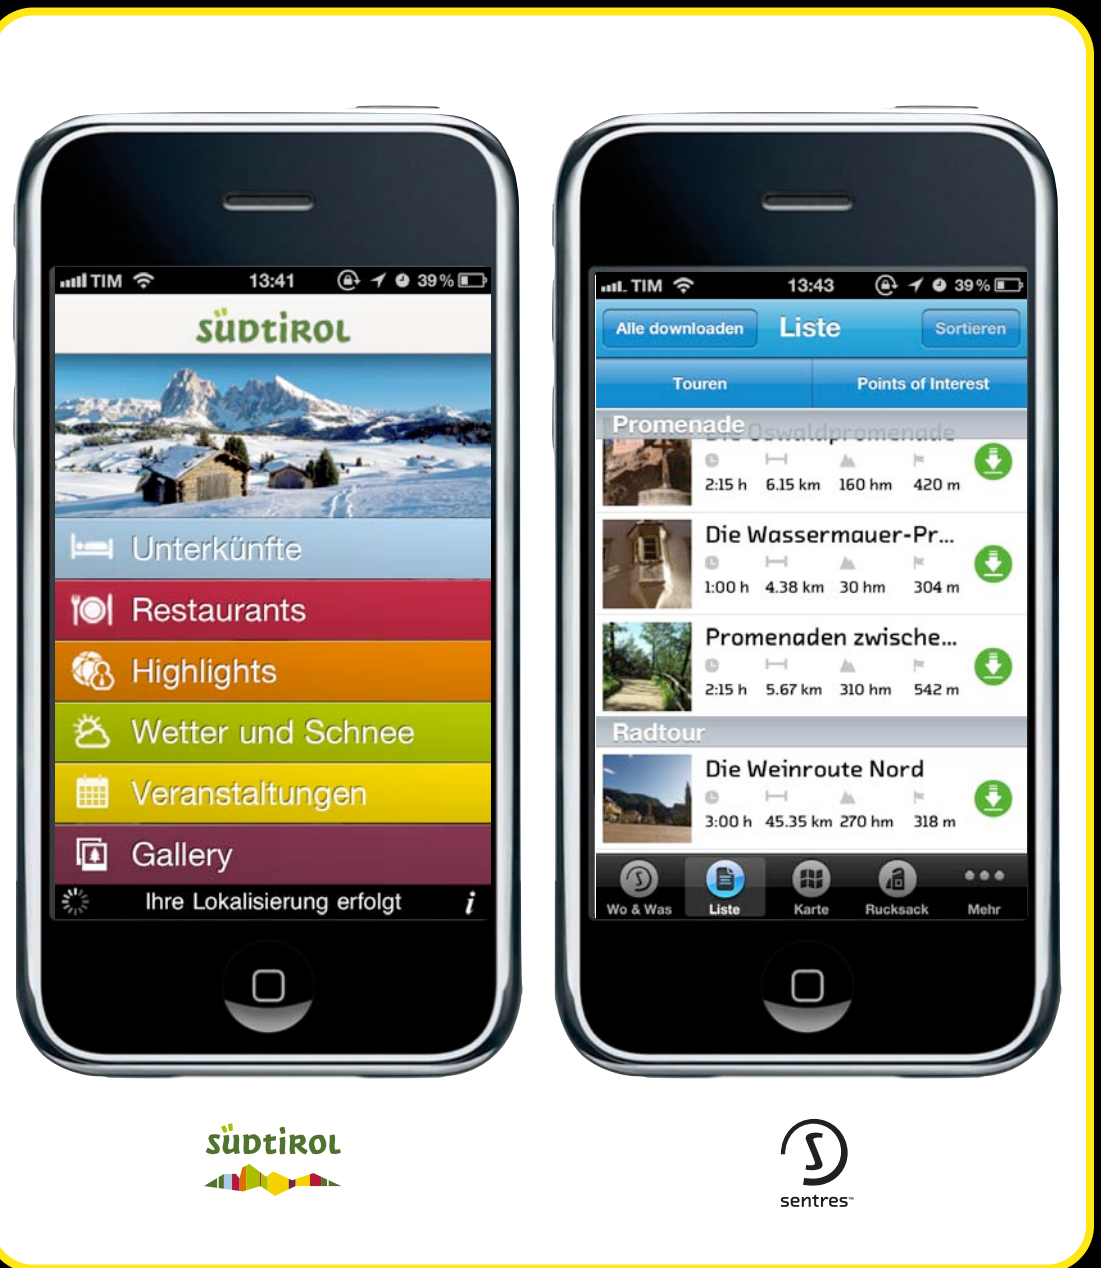 TIM 13:41 39%
SÜDTIROL
Unterkünfte
Restaurants
Highlights
Wetter und Schnee
Veranstaltungen
Gallery
Ihre Lokalisierung erfolgt i
SÜDTIROL
TIM 13:43 39%
Alle downloaden Liste Sortieren
Touren Points of Interest
Promenade
Die Oswaldpromenade
2:15 h 6.15 km 160 hm 420 m
Die Wassermauer-Pr...
1:00 h 4.38 km 30 hm 304 m
Promenaden zwische...
2:15 h 5.67 km 310 hm 542 m
Radtour
Die Weinroute Nord
3:00 h 45.35 km 270 hm 318 m
Wo & Was Liste Karte Rucksack Mehr
sentres™